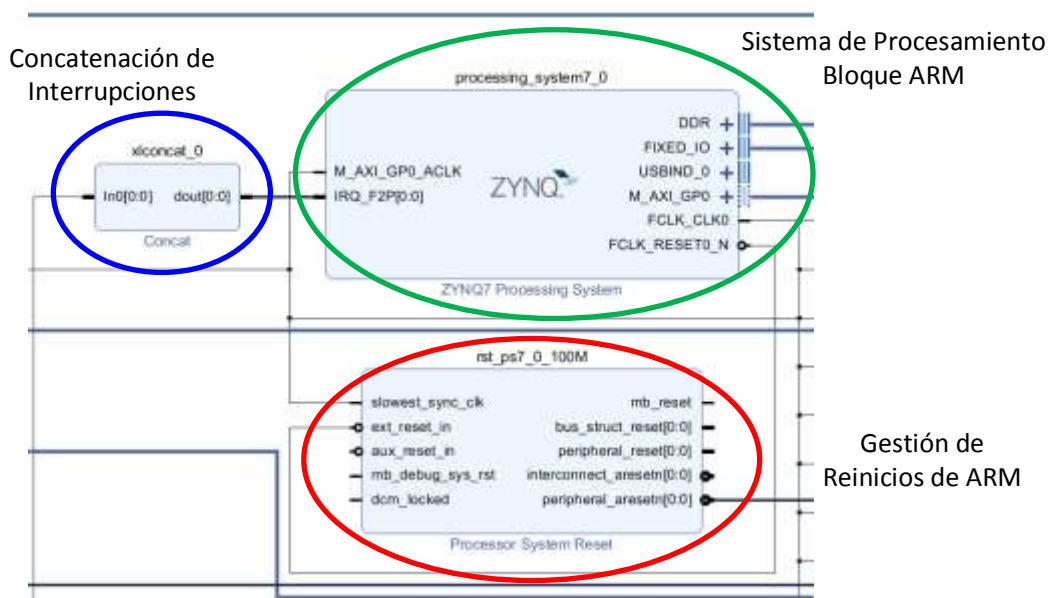 Concatenación de
Interrupciones
xlconcat_0
In0[0:0]
dout[0:0]
Concat
Sistema de Procesamiento
Bloque ARM
processing_system7_0
M_AXI_GP0_ACLK
IRQ_F2P[0:0]
ZYNQ
DDR
FIXED_IO
USBIND_0
M_AXI_GP0
FCLK_CLK0
FCLK_RESET0_N
ZYNQ7 Processing System
rst_ps7_0_100M
slowest_sync_clk
ext_reset_in
aux_reset_in
mb_debug_sys_rst
dcm_locked
mb_reset
bus_struct_reset[0:0]
peripheral_reset[0:0]
interconnect_aresetn[0:0]
peripheral_aresetn[0:0]
Processor System Reset
Gestión de
Reinicios de ARM